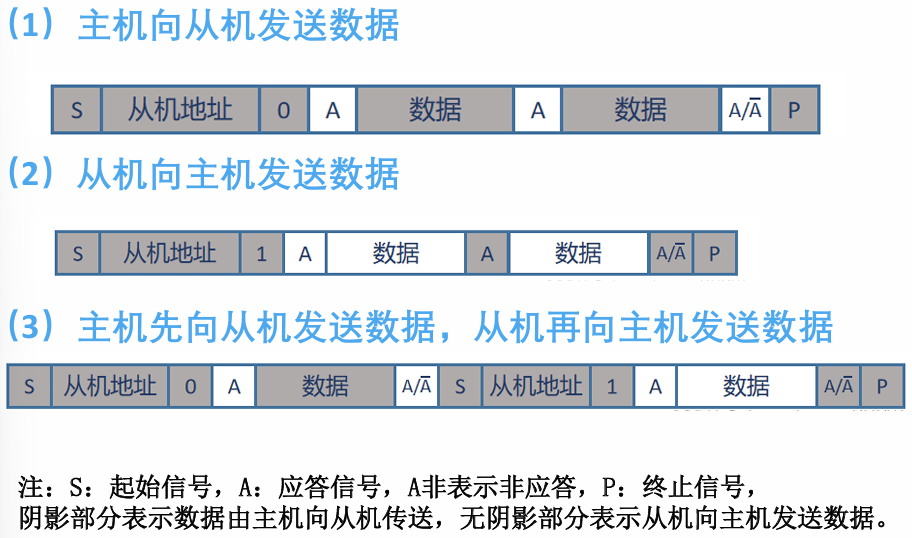 (1) 主机向从机发送数据
S 从机地址 0 A 数据 A 数据 A/A̅ P
(2) 从机向主机发送数据
S 从机地址 1 A 数据 A 数据 A/A̅ P
(3) 主机先向从机发送数据，从机再向主机发送数据
S 从机地址 0 A 数据 A/A̅ S 从机地址 1 A 数据 A/A̅ P
注：S：起始信号，A：应答信号，A非表示非应答，P：终止信号，
阴影部分表示数据由主机向从机传送，无阴影部分表示从机向主机发送数据。